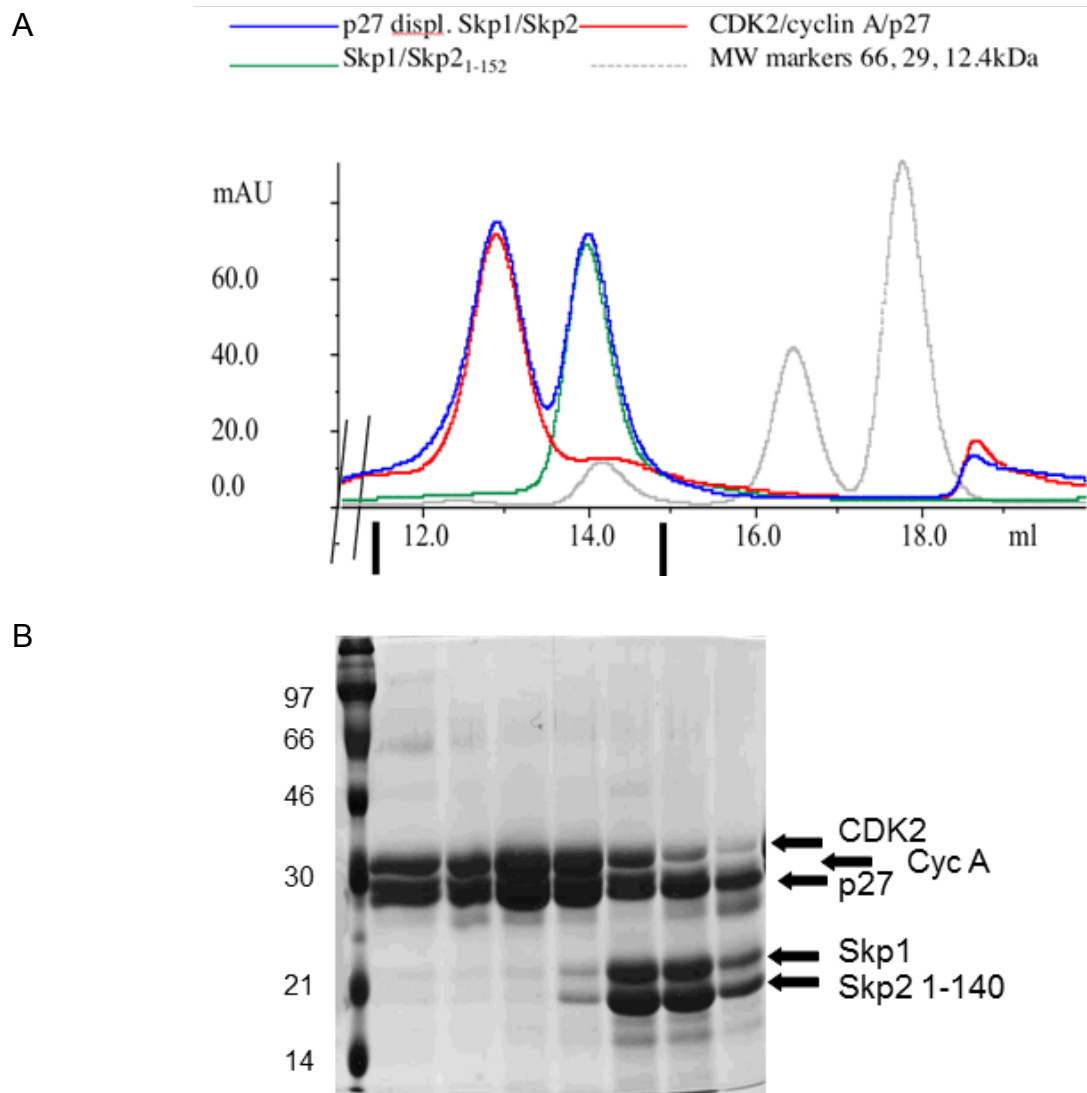 A
p27 displ. Skp1/Skp2 CDK2/cyclin A/p27
Skp1/Skp21-152 MW markers 66, 29, 12.4kDa
mAU
60.0
40.0
20.0
0.0
12.0 14.0 16.0 18.0 ml
B
97
66
46
30
21
14
CDK2
Cyc A
p27
Skp1
Skp2 1-140